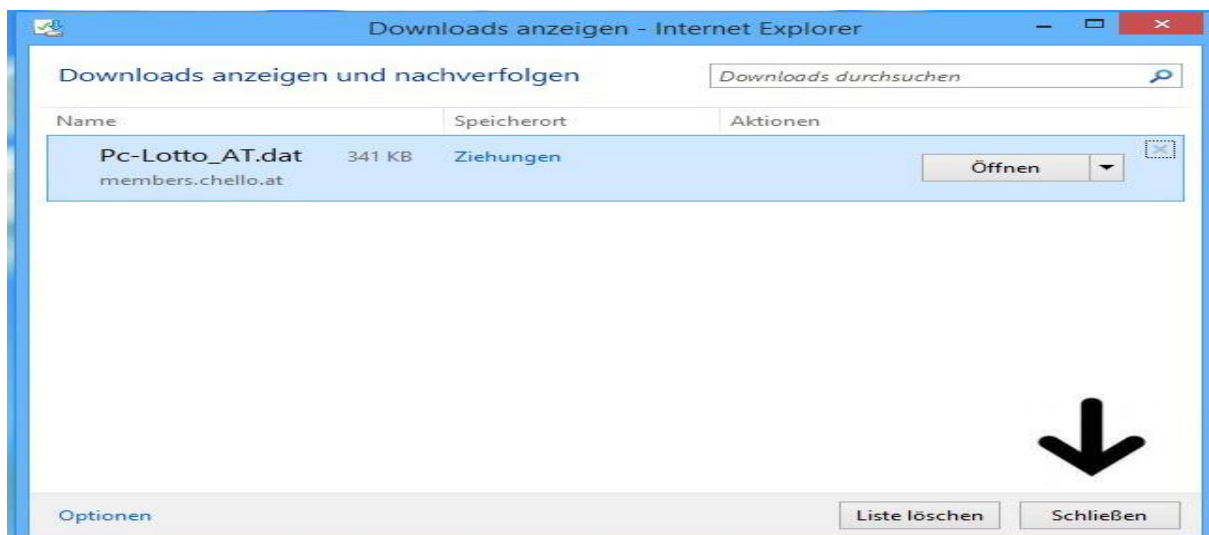 Downloads anzeigen - Internet Explorer
Downloads anzeigen und nachverfolgen
Downloads durchsuchen
Name Speicherort Aktionen
Pc-Lotto_AT.dat 341 KB Ziehungen Öffnen
members.chello.at
Optionen Liste löschen Schließen